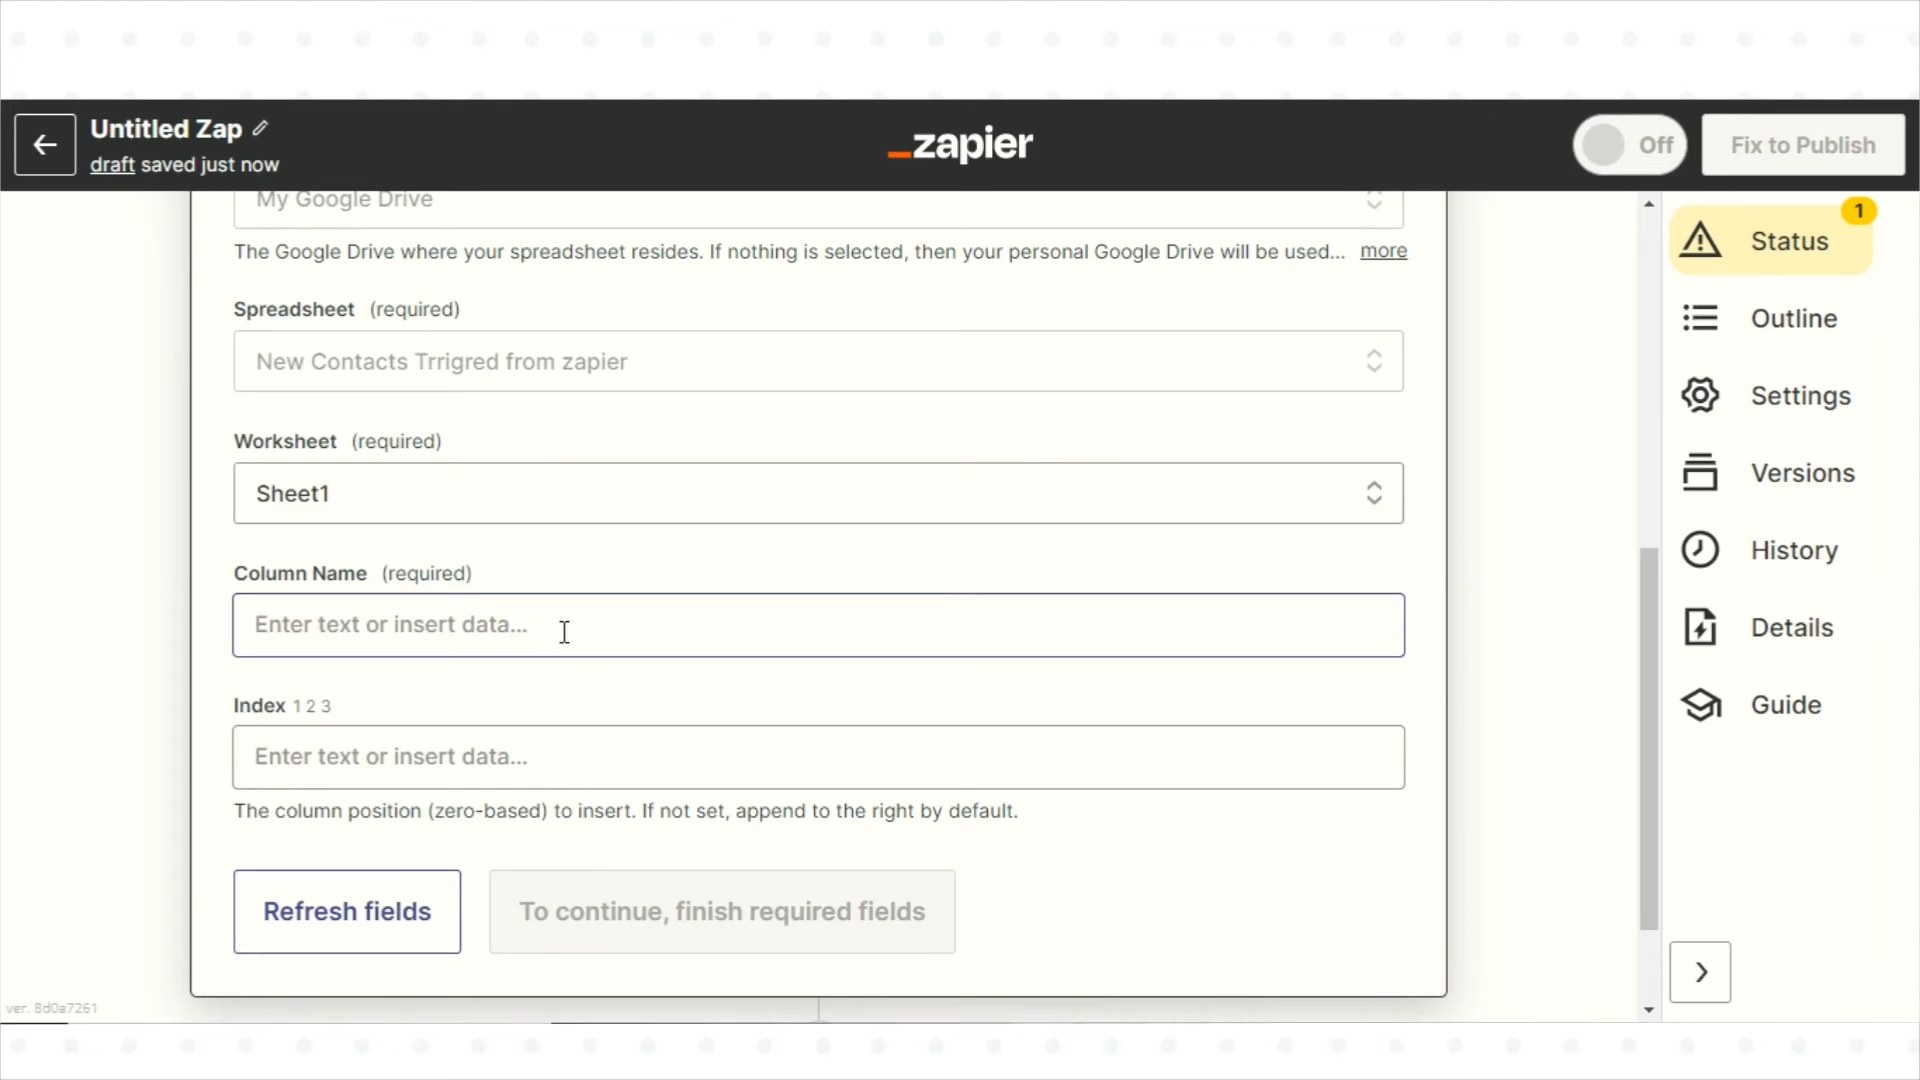 Untitled Zap
draft saved just now
_zapier
Off
Fix to Publish
My Google Drive
The Google Drive where your spreadsheet resides. If nothing is selected, then your personal Google Drive will be used... more
Spreadsheet (required)
New Contacts Trrigred from zapier
Worksheet (required)
Sheet1
Column Name (required)
Enter text or insert data...
Index 1 2 3
Enter text or insert data...
The column position (zero-based) to insert. If not set, append to the right by default.
Refresh fields
To continue, finish required fields
ver. 8d0a7261
1
Status
Outline
Settings
Versions
History
Details
Guide